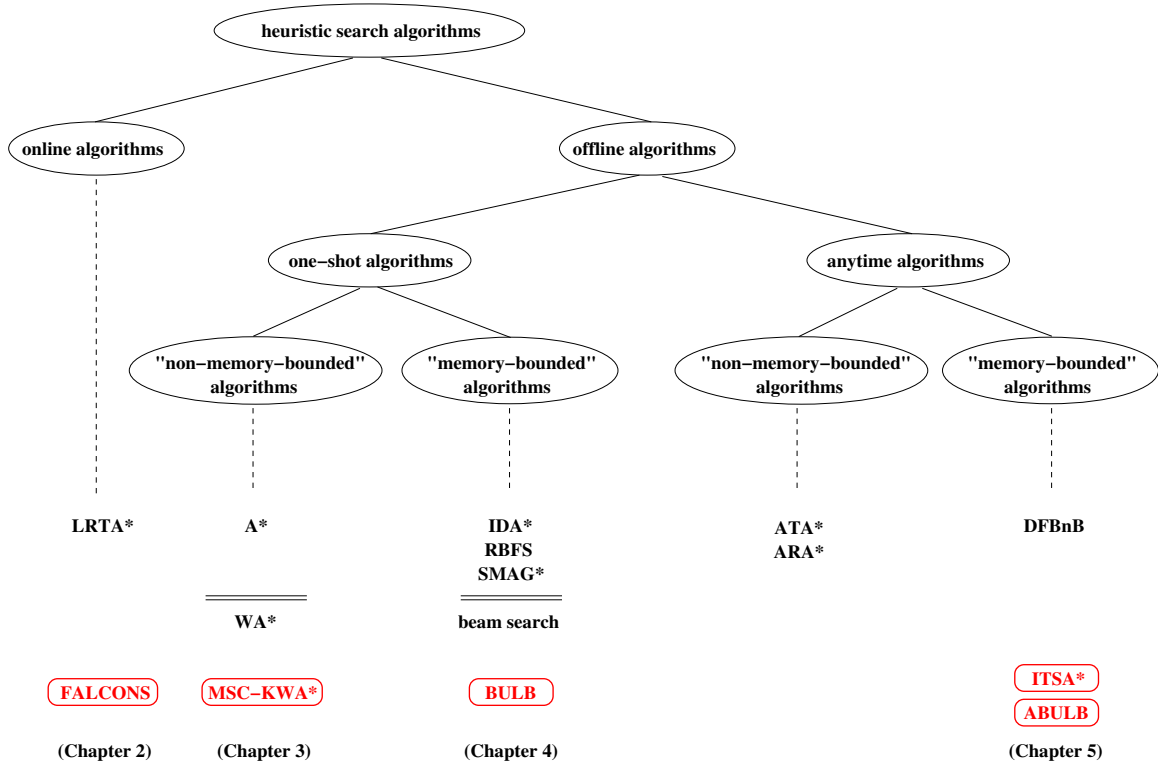 heuristic search algorithms
online algorithms
offline algorithms
one−shot algorithms
anytime algorithms
"non−memory−bounded"
algorithms
"memory−bounded"
algorithms
"non−memory−bounded"
algorithms
"memory−bounded"
algorithms
LRTA*
A*
IDA*
RBFS
SMAG*
ATA*
ARA*
DFBnB
WA*
beam search
FALCONS
MSC−KWA*
BULB
ITSA*
ABULB
(Chapter 2)
(Chapter 3)
(Chapter 4)
(Chapter 5)